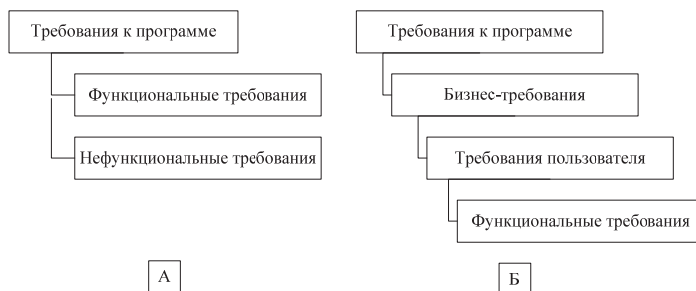 Требования к программе
Функциональные требования
Нефункциональные требования
А
Требования к программе
Бизнес-требования
Требования пользователя
Функциональные требования
Б